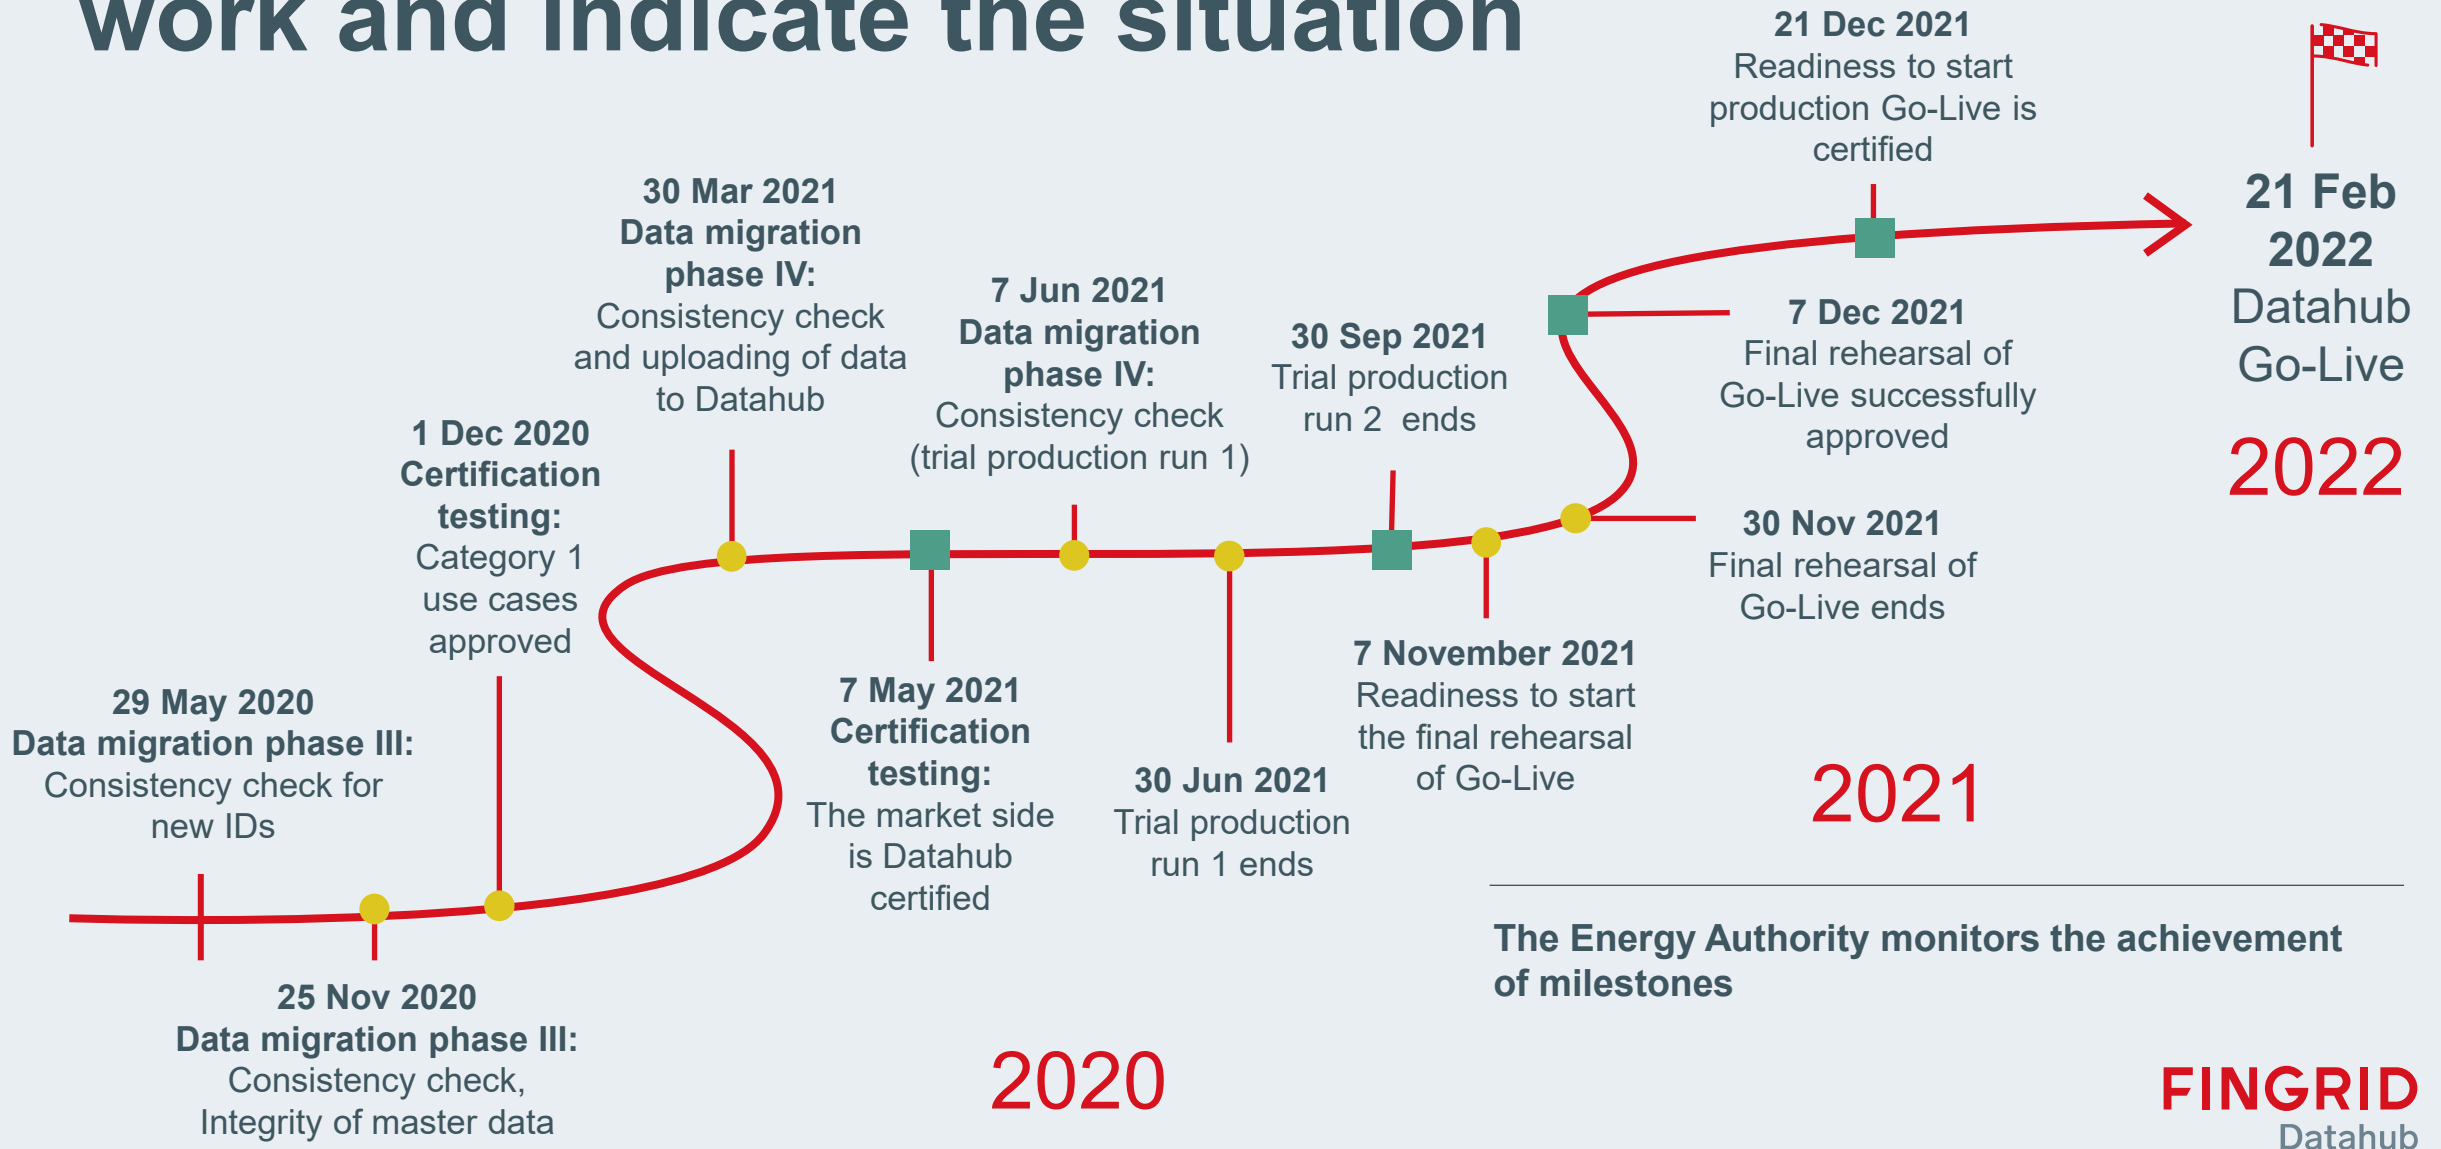 work and indicate the situation
29 May 2020
Data migration phase III:
Consistency check for
new IDs
25 Nov 2020
Data migration phase III:
Consistency check,
Integrity of master data
1 Dec 2020
Certification
testing:
Category 1
use cases
approved
2020
30 Mar 2021
Data migration
phase IV:
Consistency check
and uploading of data
to Datahub
7 May 2021
Certification
testing:
The market side
is Datahub
certified
7 Jun 2021
Data migration
phase IV:
Consistency check
(trial production run 1)
30 Jun 2021
Trial production
run 1 ends
30 Sep 2021
Trial production
run 2 ends
7 November 2021
Readiness to start
the final rehearsal
of Go-Live
30 Nov 2021
Final rehearsal of
Go-Live ends
7 Dec 2021
Final rehearsal of
Go-Live successfully
approved
21 Dec 2021
Readiness to start
production Go-Live is
certified
2021
21 Feb
2022
Datahub
Go-Live
2022
The Energy Authority monitors the achievement
of milestones
FINGRID
Datahub